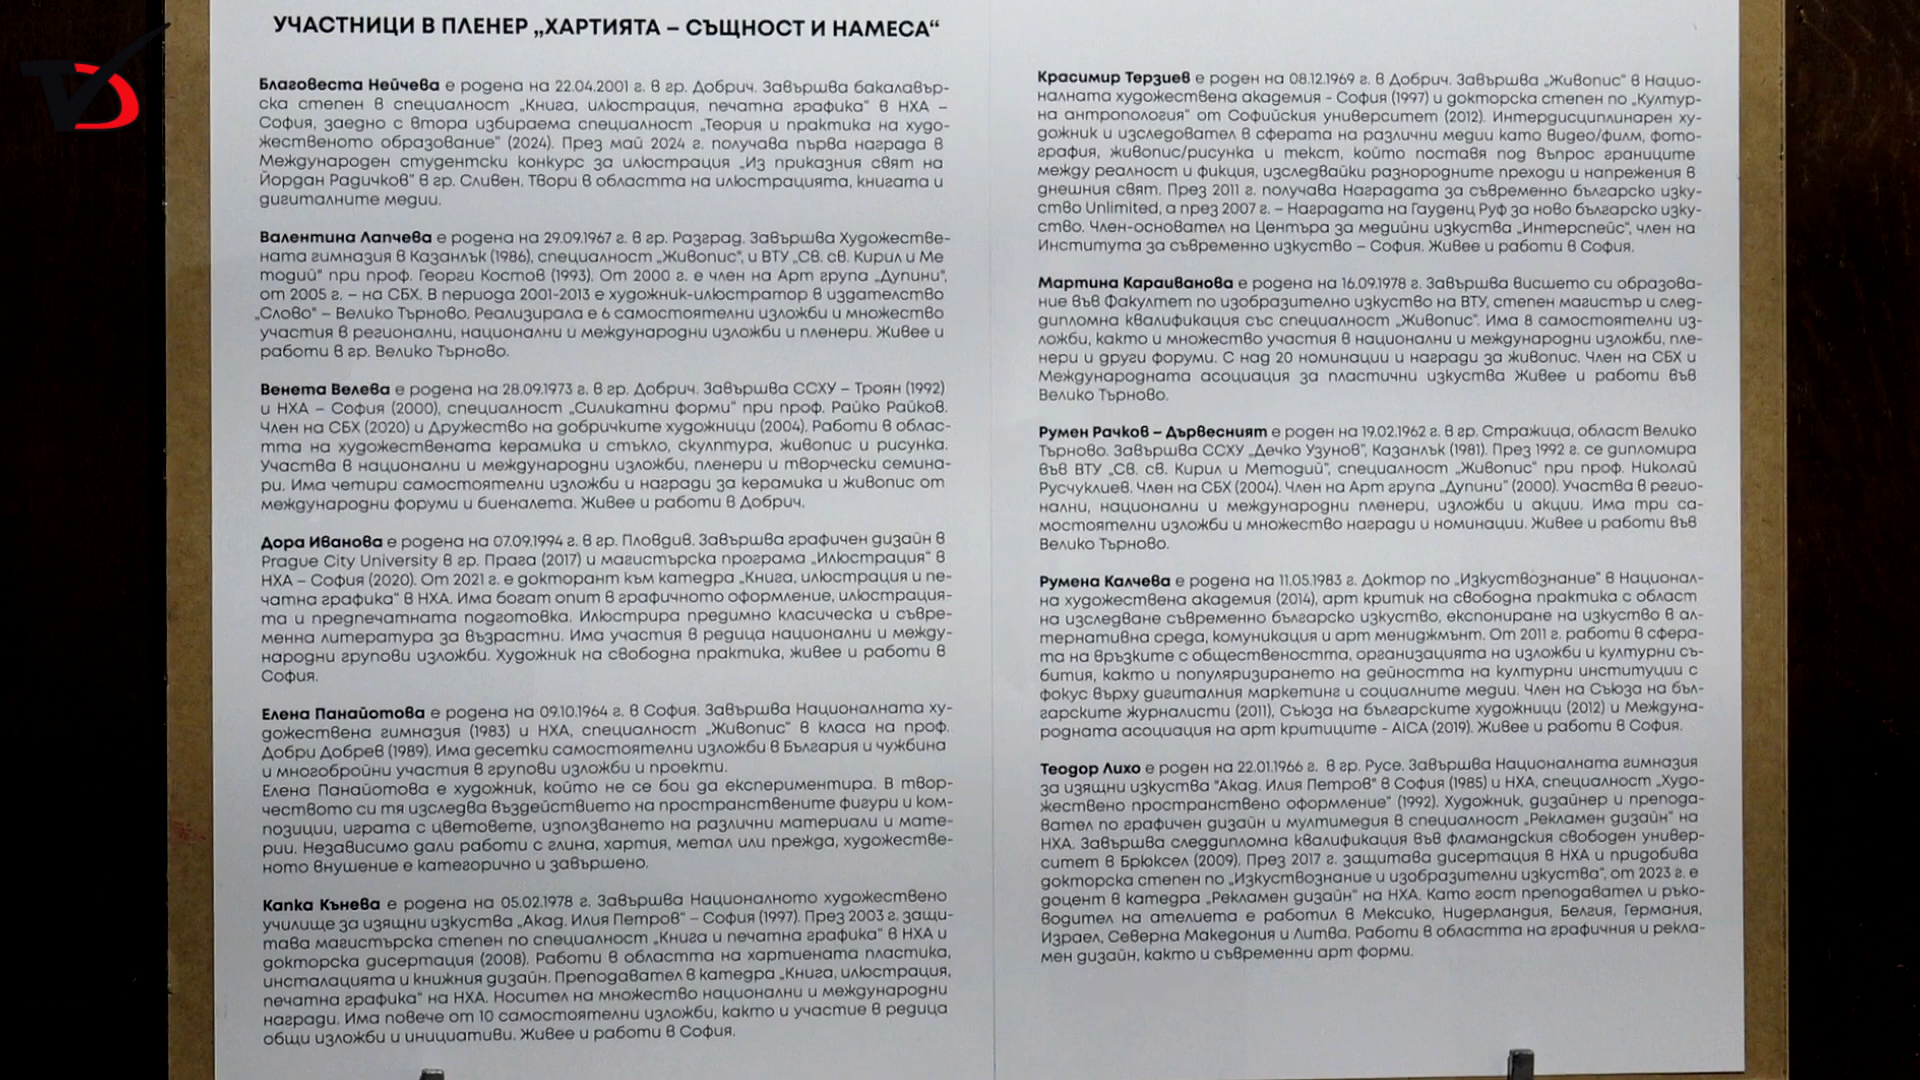 УЧАСТНИЦИ В ПЛЕНЕР „ХАРТИЯТА – СЪЩНОСТ И НАМЕСА“
Благовеста Нейчева е родена на 22.04.2001 г. в гр. Добрич. Завършва бакалавър-
ска степен в специалност „Книга, илюстрация, печатна графика“ в НХА –
София, заедно с втора избираема специалност „Теория и практика на худо-
жественото образование“ (2024). През май 2024 г. получава първа награда в
Международен студентски конкурс за илюстрация „Из приказния свят на
Йордан Радичков“ в гр. Сливен. Твори в областта на илюстрацията, книгата и
дигиталните медии.
Валентина Лапчева е родена на 29.09.1967 г. в гр. Разград. Завършва Художестве-
ната гимназия в Казанлък (1986), специалност „Живопис“, и ВТУ „СВ. св. Кирил и Ме
тодий“ при проф. Георги Костов (1993). От 2000 г. е член на Арт група „Дупини“,
от 2005 г. – на СБХ. В периода 2001-2013 е художник-илюстратор в издателство
„Слово“ – Велико Търново. Реализирала е 6 самостоятелни изложби и множество
участия в регионални, национални и международни изложби и пленери. Живее и
работи в гр. Велико Търново.
Венета Велева е родена на 28.09.1973 г. в гр. Добрич. Завършва ССХУ – Троян (1992)
и НХА – София (2000), специалност „Силикатни форми“ при проф. Райко Райков.
Член на СБХ (2020) и Дружество на добричките художници (2004). Работи в облас-
тта на художествената керамика и стъкло, скулптура, живопис и рисунка.
Участва в национални и международни изложби, пленери и творчески семина-
ри. Има четири самостоятелни изложби и награди за керамика и живопис от
международни форуми и биеналета. Живее и работи в Добрич.
Дора Иванова е родена на 07.09.1994 г. в гр. Пловдив. Завършва графичен дизайн в
Prague City University в гр. Прага (2017) и магистърска програма „Илюстрация“ в
НХА – София (2020). От 2021 г. е докторант към катедра „Книга, илюстрация и пе-
чатна графика“ в НХА. Има богат опит в графичното оформление, илюстрация-
та и предпечатната подготовка. Илюстрира предимно класическа и съвре-
менна литература за възрастни. Има участия в редица национални и между-
народни групови изложби. Художник на свободна практика, живее и работи в
София.
Елена Панайотова е родена на 09.10.1964 г. в София. Завършва Националната ху-
дожествена гимназия (1983) и НХА, специалност „Живопис“ в класа на проф.
Добри Добрев (1989). Има десетки самостоятелни изложби в България и чужбина
и многобройни участия в групови изложби и проекти.
Елена Панайотова е художник, който не се бои да експериментира. В твор-
чеството си тя изследва въздействието на пространствените фигури и ком-
позиции, играта с цветовете, използването на различни материали и мате-
рии. Независимо дали работи с глина, хартия, метал или прежда, художестве-
ното внушение е категорично и завършено.
Капка Кънева е родена на 05.02.1978 г. Завършва Националното художествено
училище за изящни изкуства „Акад. Илия Петров“ – София (1997). През 2003 г. защи-
тава магистърска степен по специалност „Книга и печатна графика“ в НХА и
докторска дисертация (2008). Работи в областта на хартиената пластика,
инсталацията и книжния дизайн. Преподавател в катедра „Книга, илюстрация,
печатна графика“ на НХА. Носител на множество национални и международни
награди. Има повече от 10 самостоятелни изложби, както и участие в редица
общи изложби и инициативи. Живее и работи в София.
Красимир Терзиев е роден на 08.12.1969 г. в Добрич. Завършва „Живопис“ в Нацио-
налната художествена академия - София (1997) и докторска степен по „Култур-
на антропология“ от Софийския университет (2012). Интердисциплинарен ху-
дожник и изследовател в сферата на различни медии като видео/филм, фото-
графия, живопис/рисунка и текст, който поставя под въпрос границите
между реалност и фикция, изследвайки разнородните преходи и напрежения в
днешния свят. През 2011 г. получава Наградата за съвременно българско изку-
ство Unlimited, а през 2007 г. – Наградата на Гауденц Руф за ново българско изку-
ство. Член-основател на Центъра за медийни изкуства „Интерспейс“, член на
Института за съвременно изкуство – София. Живее и работи в София.
Мартина Караиванова е родена на 16.09.1978 г. Завършва висшето си образова-
ние във Факултет по изобразително изкуство на ВТУ, степен магистър и след-
дипломна квалификация със специалност „Живопис“. Има 8 самостоятелни из-
ложби, както и множество участия в национални и международни изложби, пле-
нери и други форуми. С над 20 номинации и награди за живопис. Член на СБХ и
Международната асоциация за пластични изкуства Живее и работи във
Велико Търново.
Румен Рачков – Дървесният е роден на 19.02.1962 г. в гр. Стражица, област Велико
Търново. Завършва ССХУ „Дечко Узунов“, Казанлък (1981). През 1992 г. се дипломира
във ВТУ „СВ. св. Кирил и Методий“, специалност „Живопис“ при проф. Николай
Русчуклиев. Член на СБХ (2004). Член на Арт група „Дупини“ (2000). Участва в регио-
нални, национални и международни пленери, изложби и акции. Има три са-
мостоятелни изложби и множество награди и номинации. Живее и работи във
Велико Търново.
Румена Калчева е родена на 11.05.1983 г. Доктор по „Изкуствознание“ в Национал-
на художествена академия (2014), арт критик на свободна практика с област
на изследване съвременно българско изкуство, експониране на изкуство в ал-
тернативна среда, комуникация и арт мениджмънт. От 2011 г. работи в сфера-
та на връзките с обществеността, организацията на изложби и културни съ-
бития, както и популяризирането на дейността на културни институции с
фокус върху дигиталния маркетинг и социалните медии. Член на Съюза на бъл-
гарските журналисти (2011), Съюза на българските художници (2012) и Междуна-
родната асоциация на арт критиците - AICA (2019). Живее и работи в София.
Теодор Лихо е роден на 22.01.1966 г. в гр. Русе. Завършва Националната гимназия
за изящни изкуства "Акад. Илия Петров" в София (1985) и НХА, специалност „Худо-
жествено пространствено оформление“ (1992). Художник, дизайнер и препода-
вател по графичен дизайн и мултимедия в специалност „Рекламен дизайн“ на
НХА. Завършва следдипломна квалификация във фламандския свободен универ-
ситет в Брюксел (2009). През 2017 г. защитава дисертация в НХА и придобива
докторска степен по „Изкуствознание и изобразителни изкуства“, от 2023 г. е
доцент в катедра „Рекламен дизайн“ на НХА. Като гост преподавател и ръко-
водител на ателиета е работил в Мексико, Нидерландия, Белгия, Германия,
Израел, Северна Македония и Литва. Работи в областта на графичния и рекла-
мен дизайн, както и съвременни арт форми.